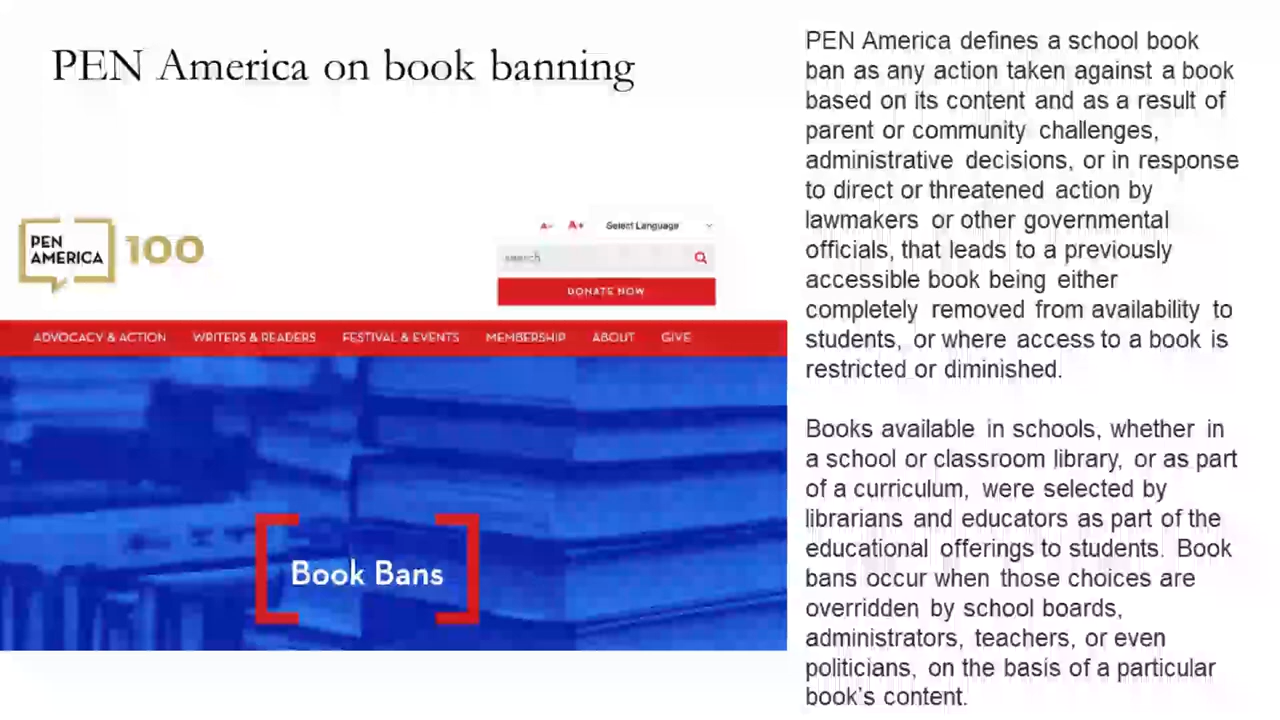 PEN America on book banning
PEN
AMERICA
100
A-
A+
Select Language
search
DONATE NOW
ADVOCACY & ACTION
WRITERS & READERS
FESTIVAL & EVENTS
MEMBERSHIP
ABOUT
GIVE
Book Bans
PEN America defines a school book
ban as any action taken against a book
based on its content and as a result of
parent or community challenges,
administrative decisions, or in response
to direct or threatened action by
lawmakers or other governmental
officials, that leads to a previously
accessible book being either
completely removed from availability to
students, or where access to a book is
restricted or diminished.
Books available in schools, whether in
a school or classroom library, or as part
of a curriculum, were selected by
librarians and educators as part of the
educational offerings to students. Book
bans occur when those choices are
overridden by school boards,
administrators, teachers, or even
politicians, on the basis of a particular
book's content.